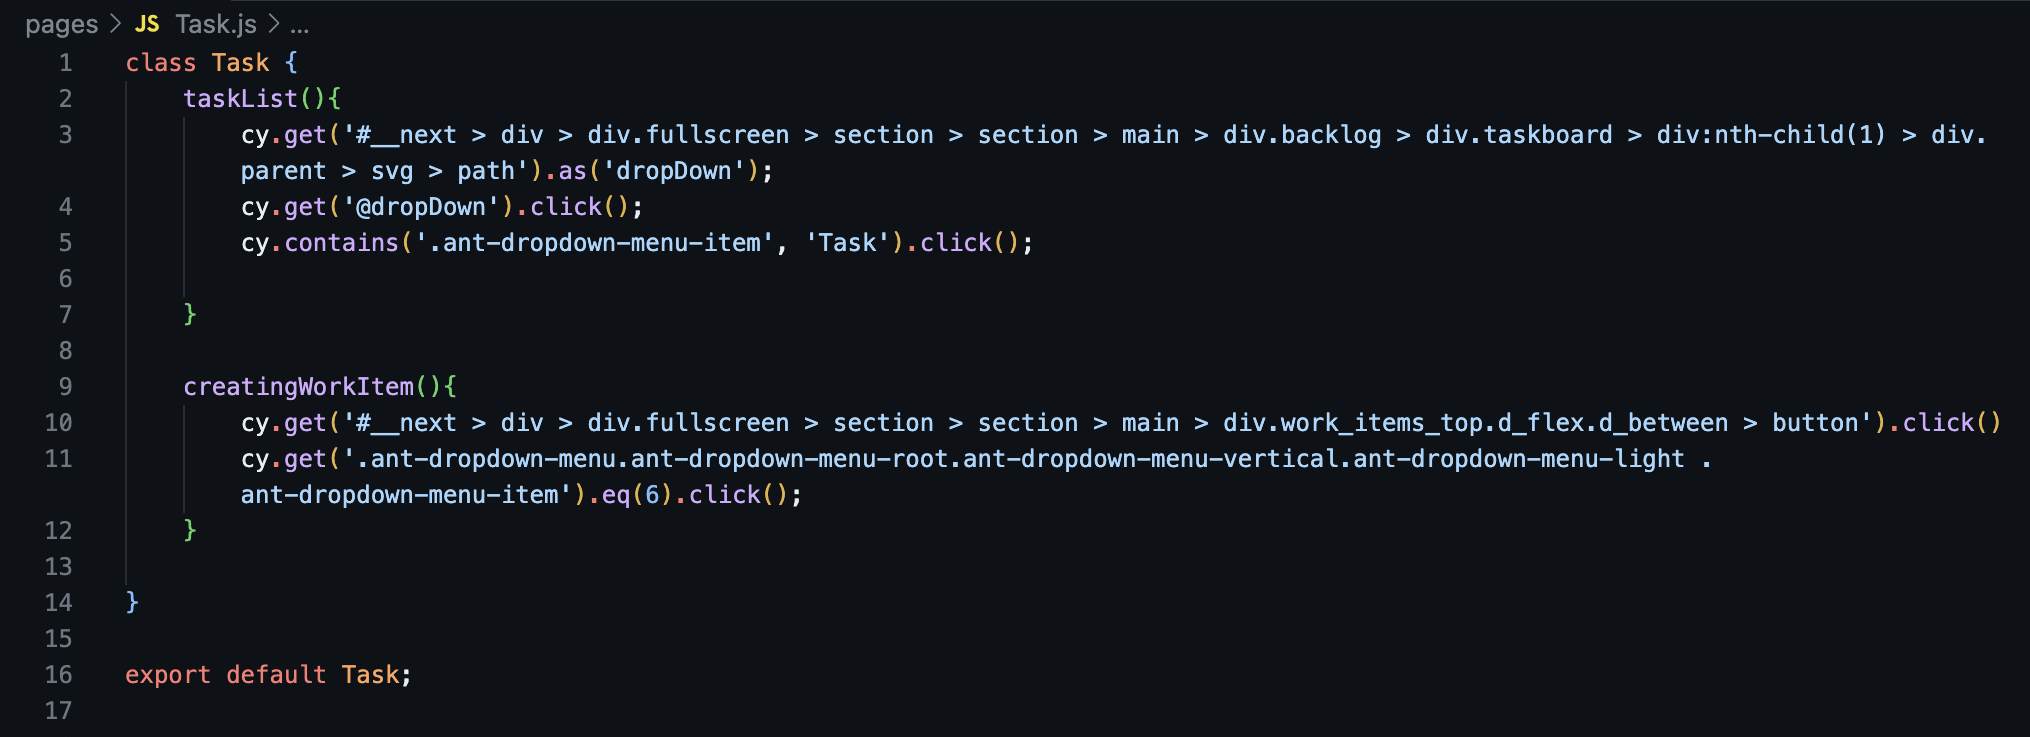 pages > JS Task.js > ...
1 class Task {
2 taskList(){
3 cy.get('#__next > div > div.fullscreen > section > section > main > div.backlog > div.taskboard > div:nth-child(1) > div.
parent > svg > path').as('dropDown');
4 cy.get('@dropDown').click();
5 cy.contains('.ant-dropdown-menu-item', 'Task').click();
6
7 }
8
9 creatingWorkItem(){
10 cy.get('#__next > div > div.fullscreen > section > section > main > div.work_items_top.d_flex.d_between > button').click()
11 cy.get('.ant-dropdown-menu.ant-dropdown-menu-root.ant-dropdown-menu-vertical.ant-dropdown-menu-light .
ant-dropdown-menu-item').eq(6).click();
12 }
13
14 }
15
16 export default Task;
17